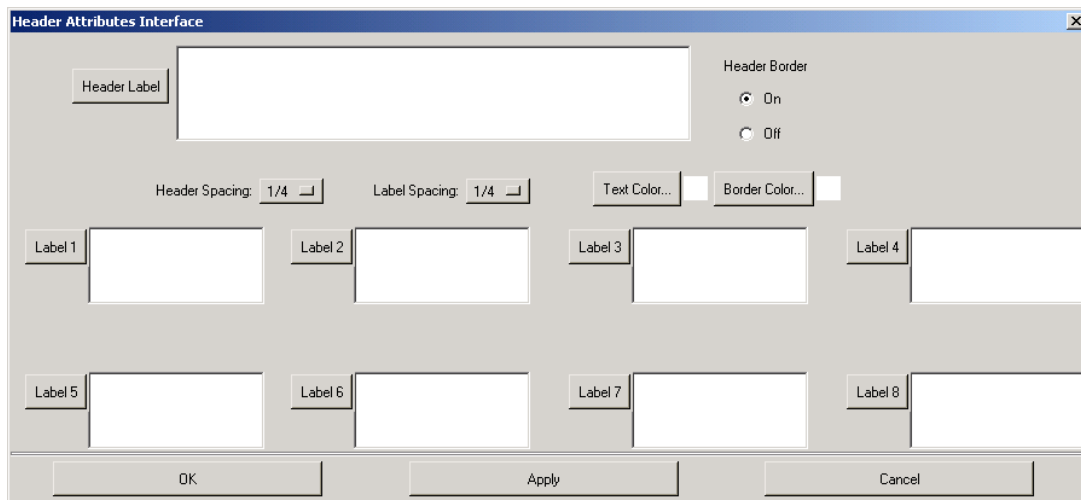 Header Attributes Interface
Header Label
Header Border
On
Off
Header Spacing: 1/4 Label Spacing: 1/4 Text Color... Border Color...
Label 1 Label 2 Label 3 Label 4
Label 5 Label 6 Label 7 Label 8
OK Apply Cancel